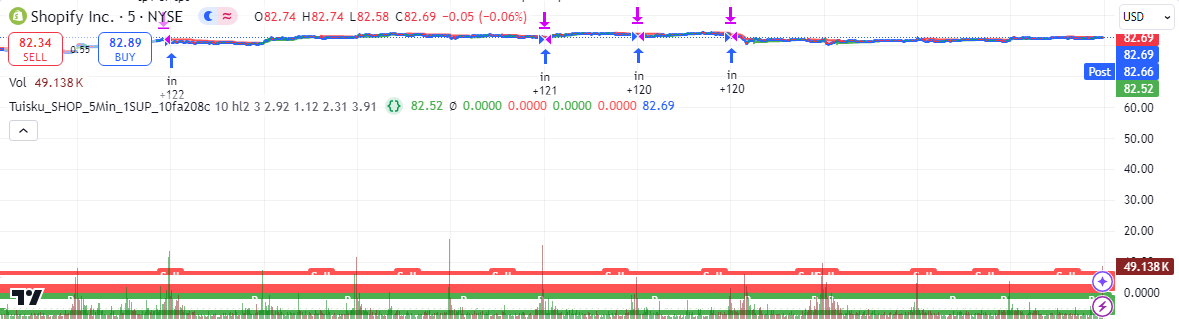 Shopify Inc. · 5 · NYSE O82.74 H82.74 L82.58 C82.69 −0.05 (−0.06%) USD
82.34 SELL 0.55 82.89 BUY
82.69
82.69
Post 82.66
82.52
in +122
in +121
in +120
in +120
Vol 49.138K
Tuisku_SHOP_5Min_1SUP_10fa208c 10 hl2 3 2.92 1.12 2.31 3.91 {} 82.52 Ø 0.0000 0.0000 0.0000 0.0000 82.69
60.00
50.00
40.00
30.00
20.00
49.138K
0.0000